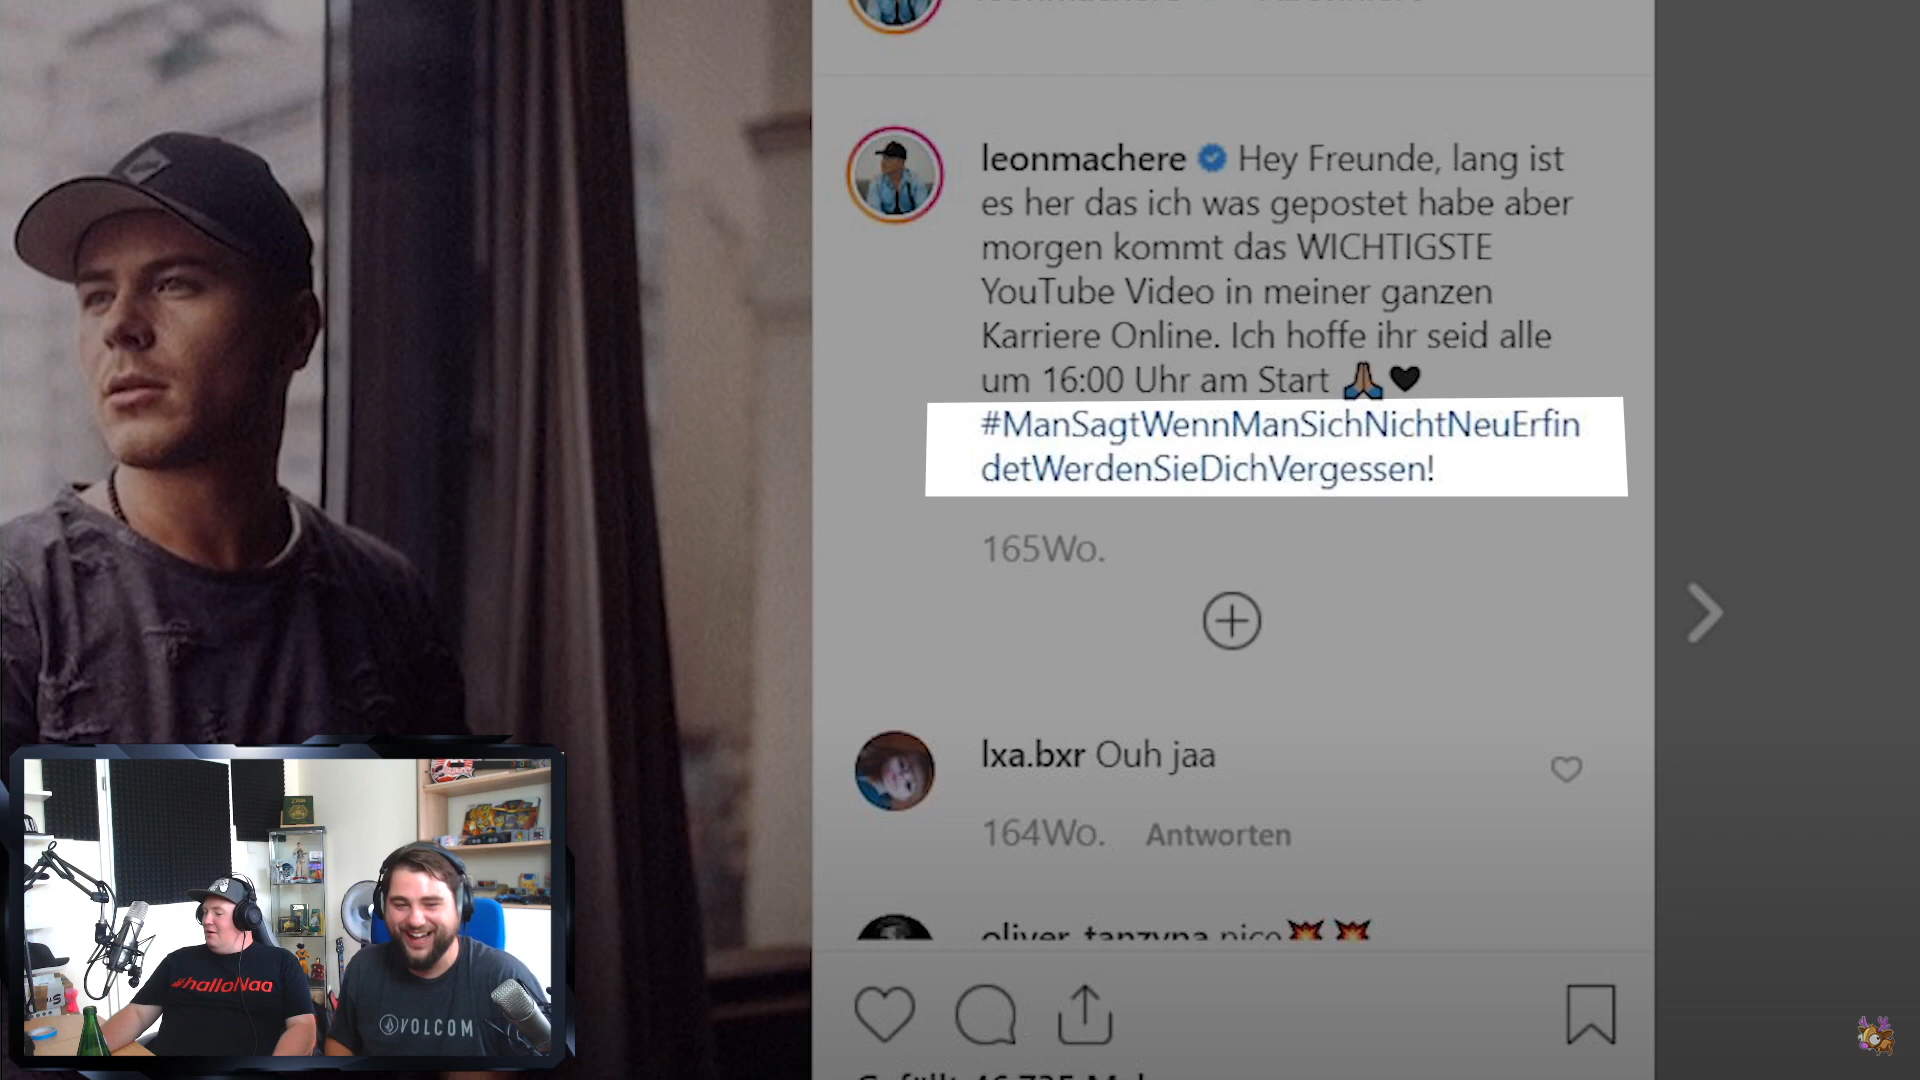 leonmachere Hey Freunde, lang ist
es her das ich was gepostet habe aber
morgen kommt das WICHTIGSTE
YouTube Video in meiner ganzen
Karriere Online. Ich hoffe ihr seid alle
um 16:00 Uhr am Start 🙏🖤
#ManSagtWennManSichNichtNeuErfin
detWerdenSieDichVergessen!
165Wo.
lxa.bxr Ouh jaa
164Wo. Antworten
nice💥💥
#halloNaa
VOLCOM